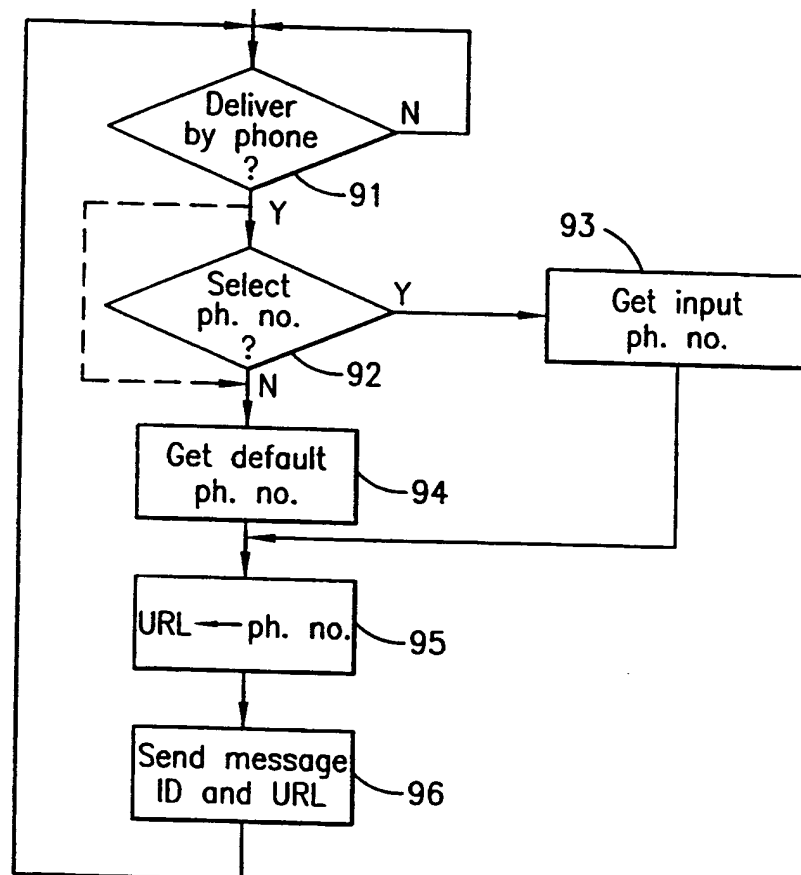 Deliver
by phone
?
N
91
Y
93
Select
ph. no.
?
Y
Get input
ph. no.
92
N
Get default
ph. no.
94
URL ← ph. no.
95
Send message
ID and URL
96